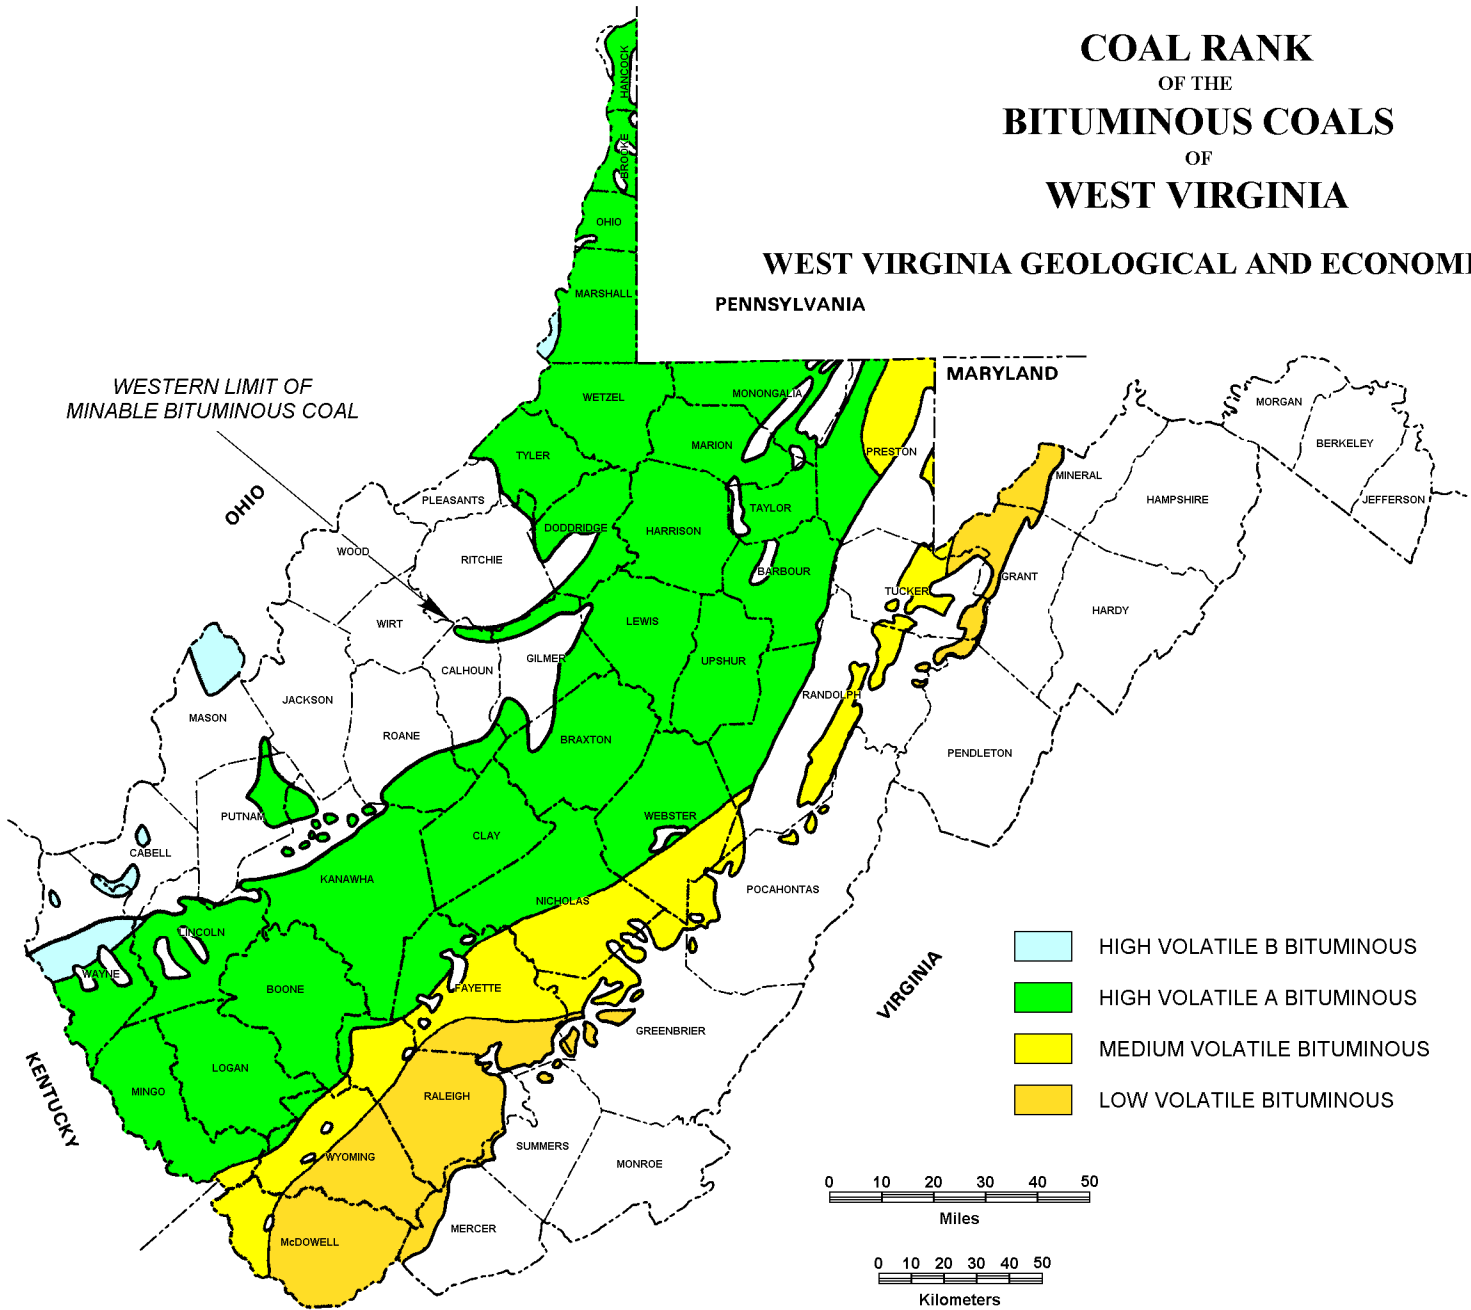 COAL RANK
OF THE
BITUMINOUS COALS
OF
WEST VIRGINIA
WEST VIRGINIA GEOLOGICAL AND ECONOMI
PENNSYLVANIA
MARYLAND
OHIO
KENTUCKY
VIRGINIA
WESTERN LIMIT OF
MINABLE BITUMINOUS COAL
HANCOCK
BROOKE
OHIO
MARSHALL
WETZEL
MONONGALIA
MARION
PRESTON
TYLER
PLEASANTS
DODDRIDGE
HARRISON
TAYLOR
MINERAL
MORGAN
BERKELEY
JEFFERSON
HAMPSHIRE
WOOD
RITCHIE
BARBOUR
TUCKER
GRANT
HARDY
WIRT
LEWIS
CALHOUN
GILMER
UPSHUR
RANDOLPH
MASON
JACKSON
ROANE
BRAXTON
PENDLETON
PUTNAM
CLAY
WEBSTER
CABELL
KANAWHA
NICHOLAS
POCAHONTAS
LINCOLN
WAYNE
BOONE
FAYETTE
GREENBRIER
LOGAN
MINGO
RALEIGH
WYOMING
SUMMERS
MONROE
McDOWELL
MERCER
HIGH VOLATILE B BITUMINOUS
HIGH VOLATILE A BITUMINOUS
MEDIUM VOLATILE BITUMINOUS
LOW VOLATILE BITUMINOUS
0 10 20 30 40 50
Miles
0 10 20 30 40 50
Kilometers